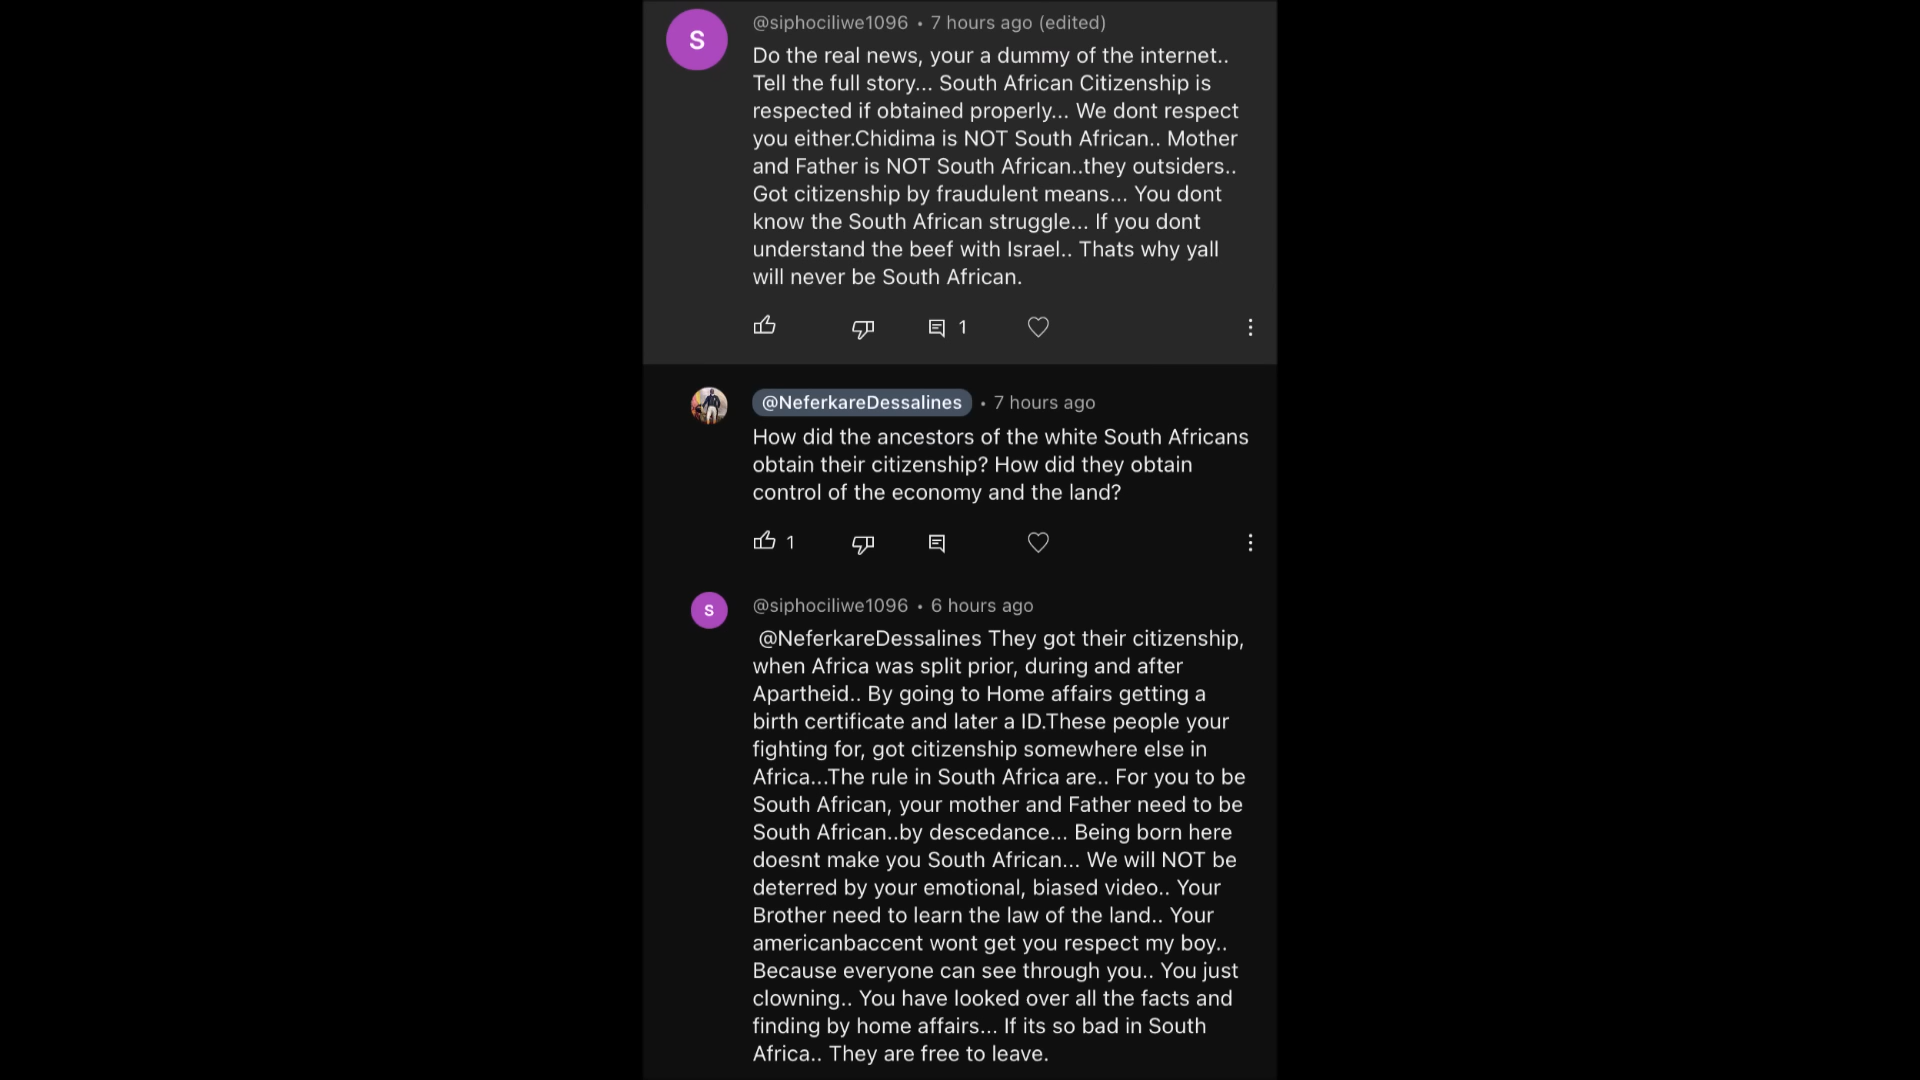 S
@siphociliwe1096 • 7 hours ago (edited)
Do the real news, your a dummy of the internet..
Tell the full story... South African Citizenship is
respected if obtained properly... We dont respect
you either.Chidima is NOT South African.. Mother
and Father is NOT South African..they outsiders..
Got citizenship by fraudulent means... You dont
know the South African struggle... If you dont
understand the beef with Israel.. Thats why yall
will never be South African.
1
@NeferkareDessalines • 7 hours ago
How did the ancestors of the white South Africans
obtain their citizenship? How did they obtain
control of the economy and the land?
1
S
@siphociliwe1096 • 6 hours ago
@NeferkareDessalines They got their citizenship,
when Africa was split prior, during and after
Apartheid.. By going to Home affairs getting a
birth certificate and later a ID.These people your
fighting for, got citizenship somewhere else in
Africa...The rule in South Africa are.. For you to be
South African, your mother and Father need to be
South African..by descedance... Being born here
doesnt make you South African... We will NOT be
deterred by your emotional, biased video.. Your
Brother need to learn the law of the land.. Your
americanbaccent wont get you respect my boy..
Because everyone can see through you.. You just
clowning.. You have looked over all the facts and
finding by home affairs... If its so bad in South
Africa.. They are free to leave.